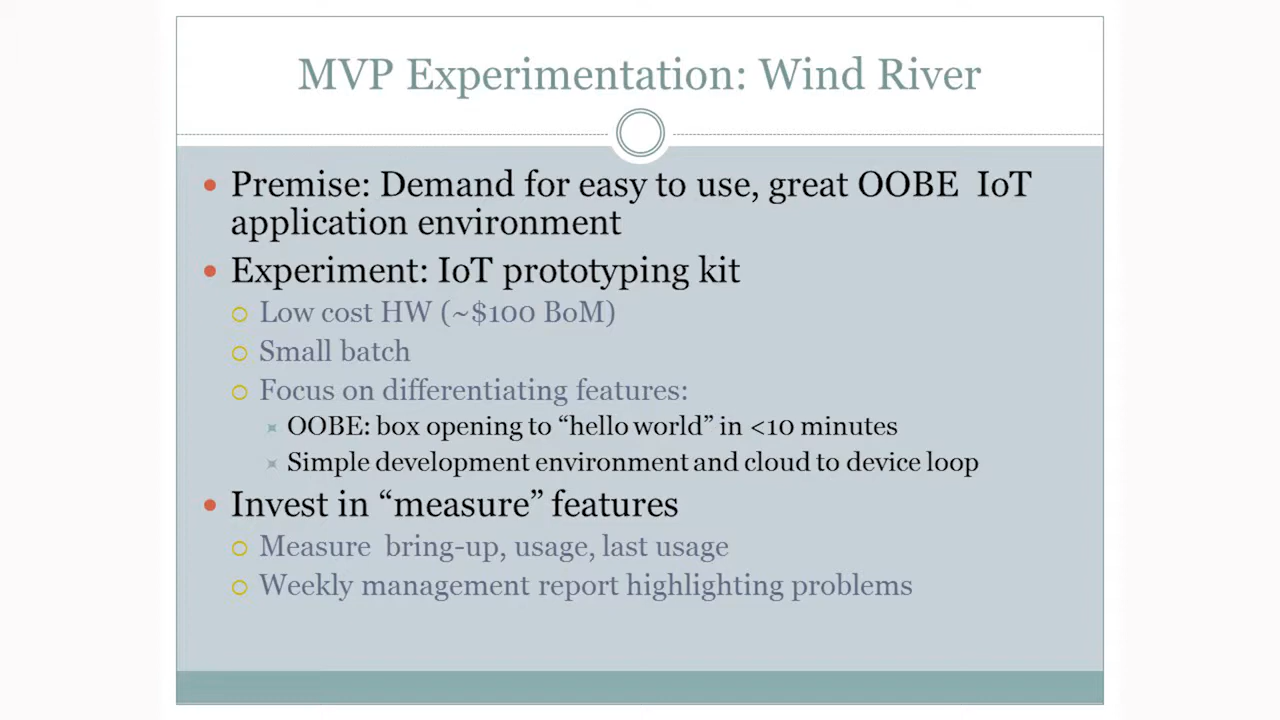 MVP Experimentation: Wind River
Premise: Demand for easy to use, great OOBE IoT
application environment
Experiment: IoT prototyping kit
Low cost HW (~$100 BoM)
Small batch
Focus on differentiating features:
OOBE: box opening to “hello world” in <10 minutes
Simple development environment and cloud to device loop
Invest in “measure” features
Measure bring-up, usage, last usage
Weekly management report highlighting problems